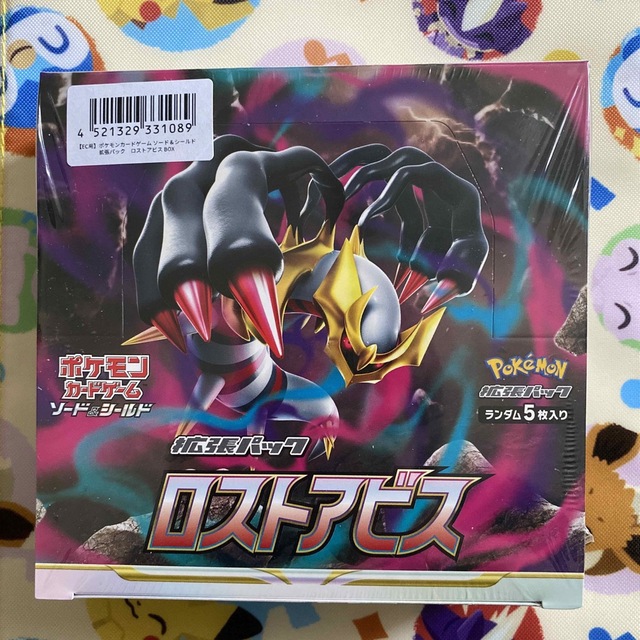 4 521329 331089
【EC用】ポケモンカードゲーム ソード＆シールド
拡張パック ロストアビス BOX
ポケモン
カードゲーム
ソード&シールド
POKéMON
拡張パック
ランダム5枚入り
拡張パック
ロストアビス